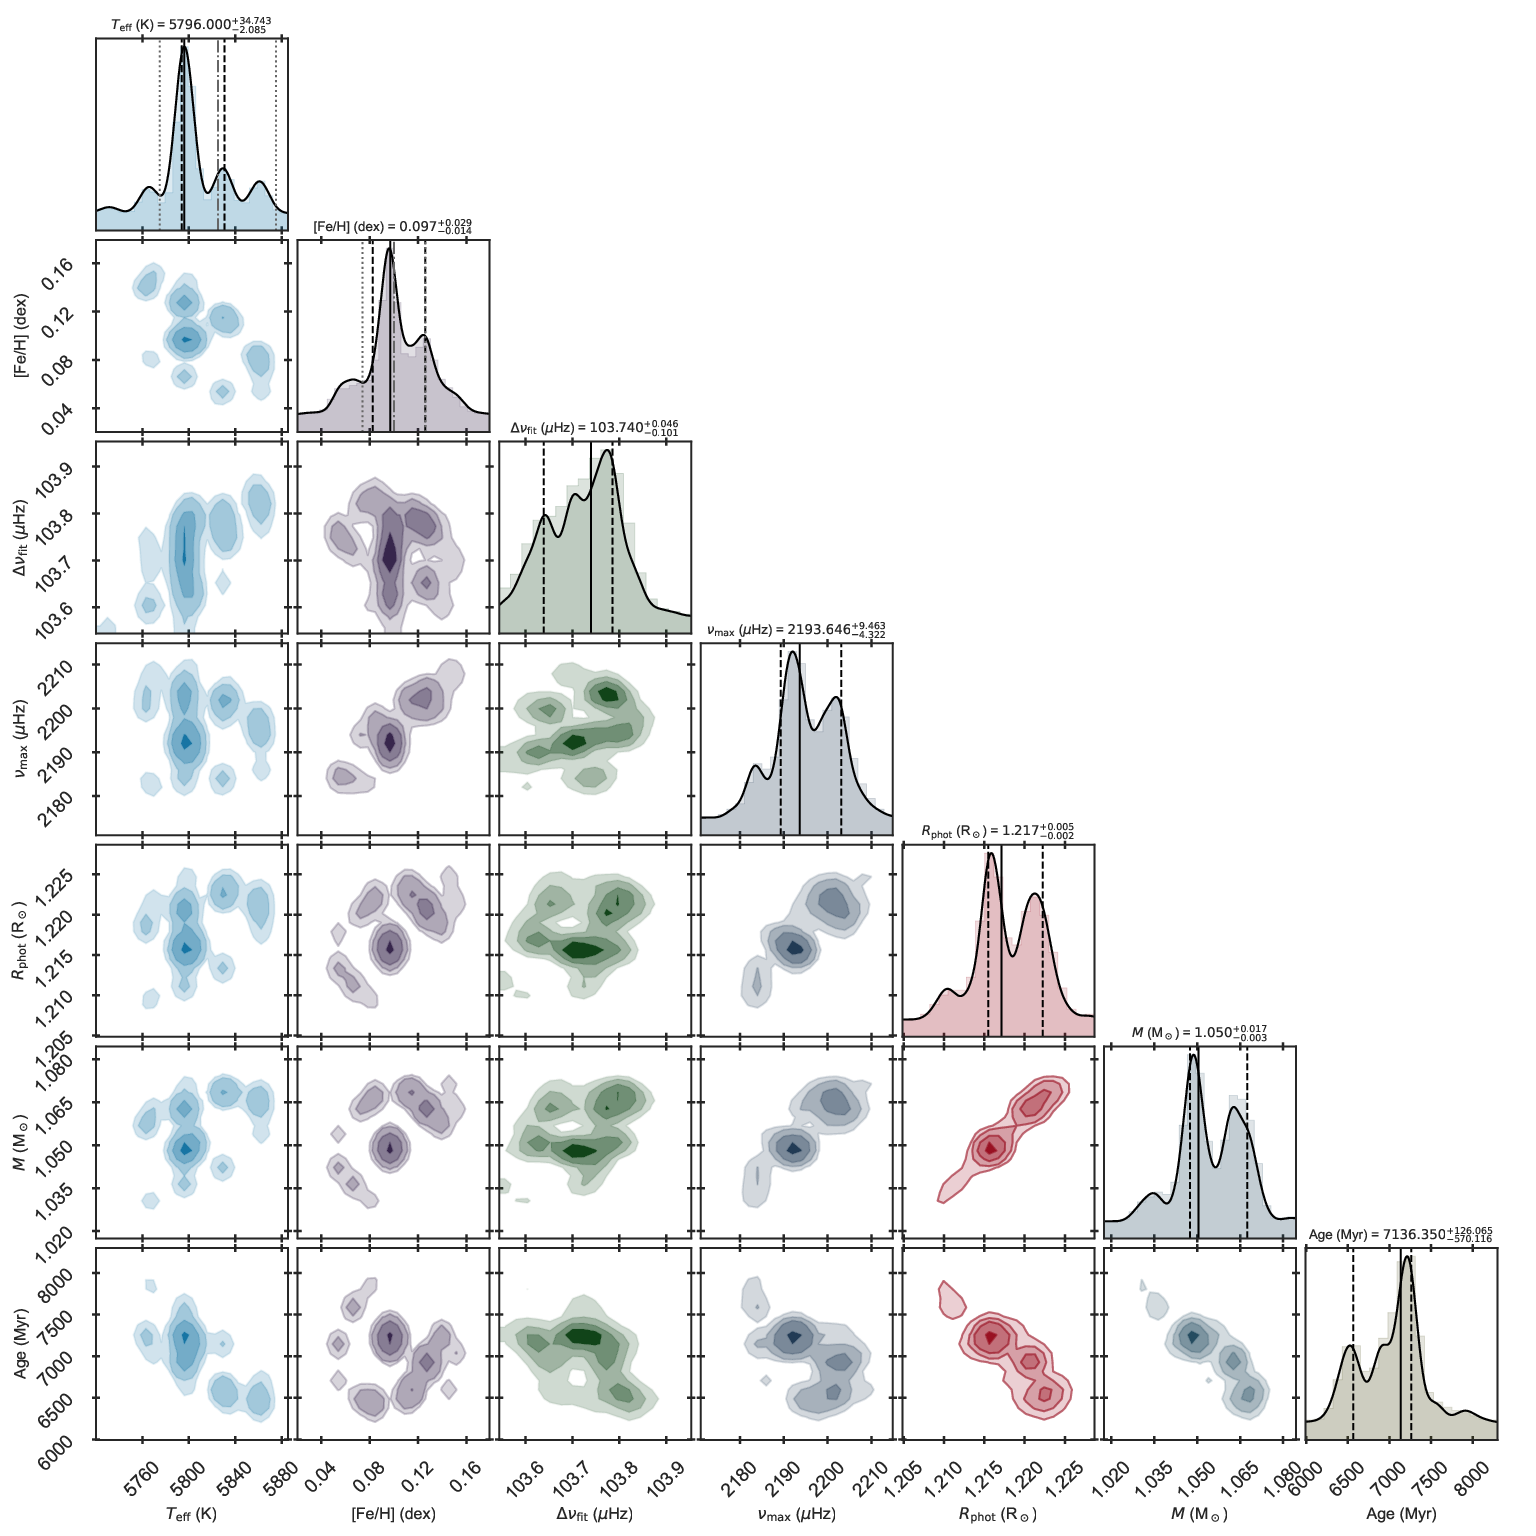 T_eff (K) = 5796.000 +34.743 −2.085
[Fe/H] (dex) = 0.097 +0.029 −0.014
0.16
0.12
0.08
0.04
[Fe/H] (dex)
Δν_fit (μHz) = 103.740 +0.046 −0.101
103.9
103.8
103.7
103.6
Δν_fit (μHz)
ν_max (μHz) = 2193.646 +9.463 −4.322
2210
2200
2190
2180
ν_max (μHz)
R_phot (R☉) = 1.217 +0.005 −0.002
1.225
1.220
1.215
1.210
1.205
R_phot (R☉)
M (M☉) = 1.050 +0.017 −0.003
1.080
1.065
1.050
1.035
1.020
M (M☉)
Age (Myr) = 7136.350 +126.065 −570.116
8000
7500
7000
6500
6000
Age (Myr)
5760 5800 5840 5880 0.04 0.08 0.12 0.16 103.6 103.7 103.8 103.9 2180 2190 2200 2210 1.205 1.210 1.215 1.220 1.225 1.020 1.035 1.050 1.065 1.080 6000 6500 7000 7500 8000
T_eff (K) [Fe/H] (dex) Δν_fit (μHz) ν_max (μHz) R_phot (R☉) M (M☉) Age (Myr)